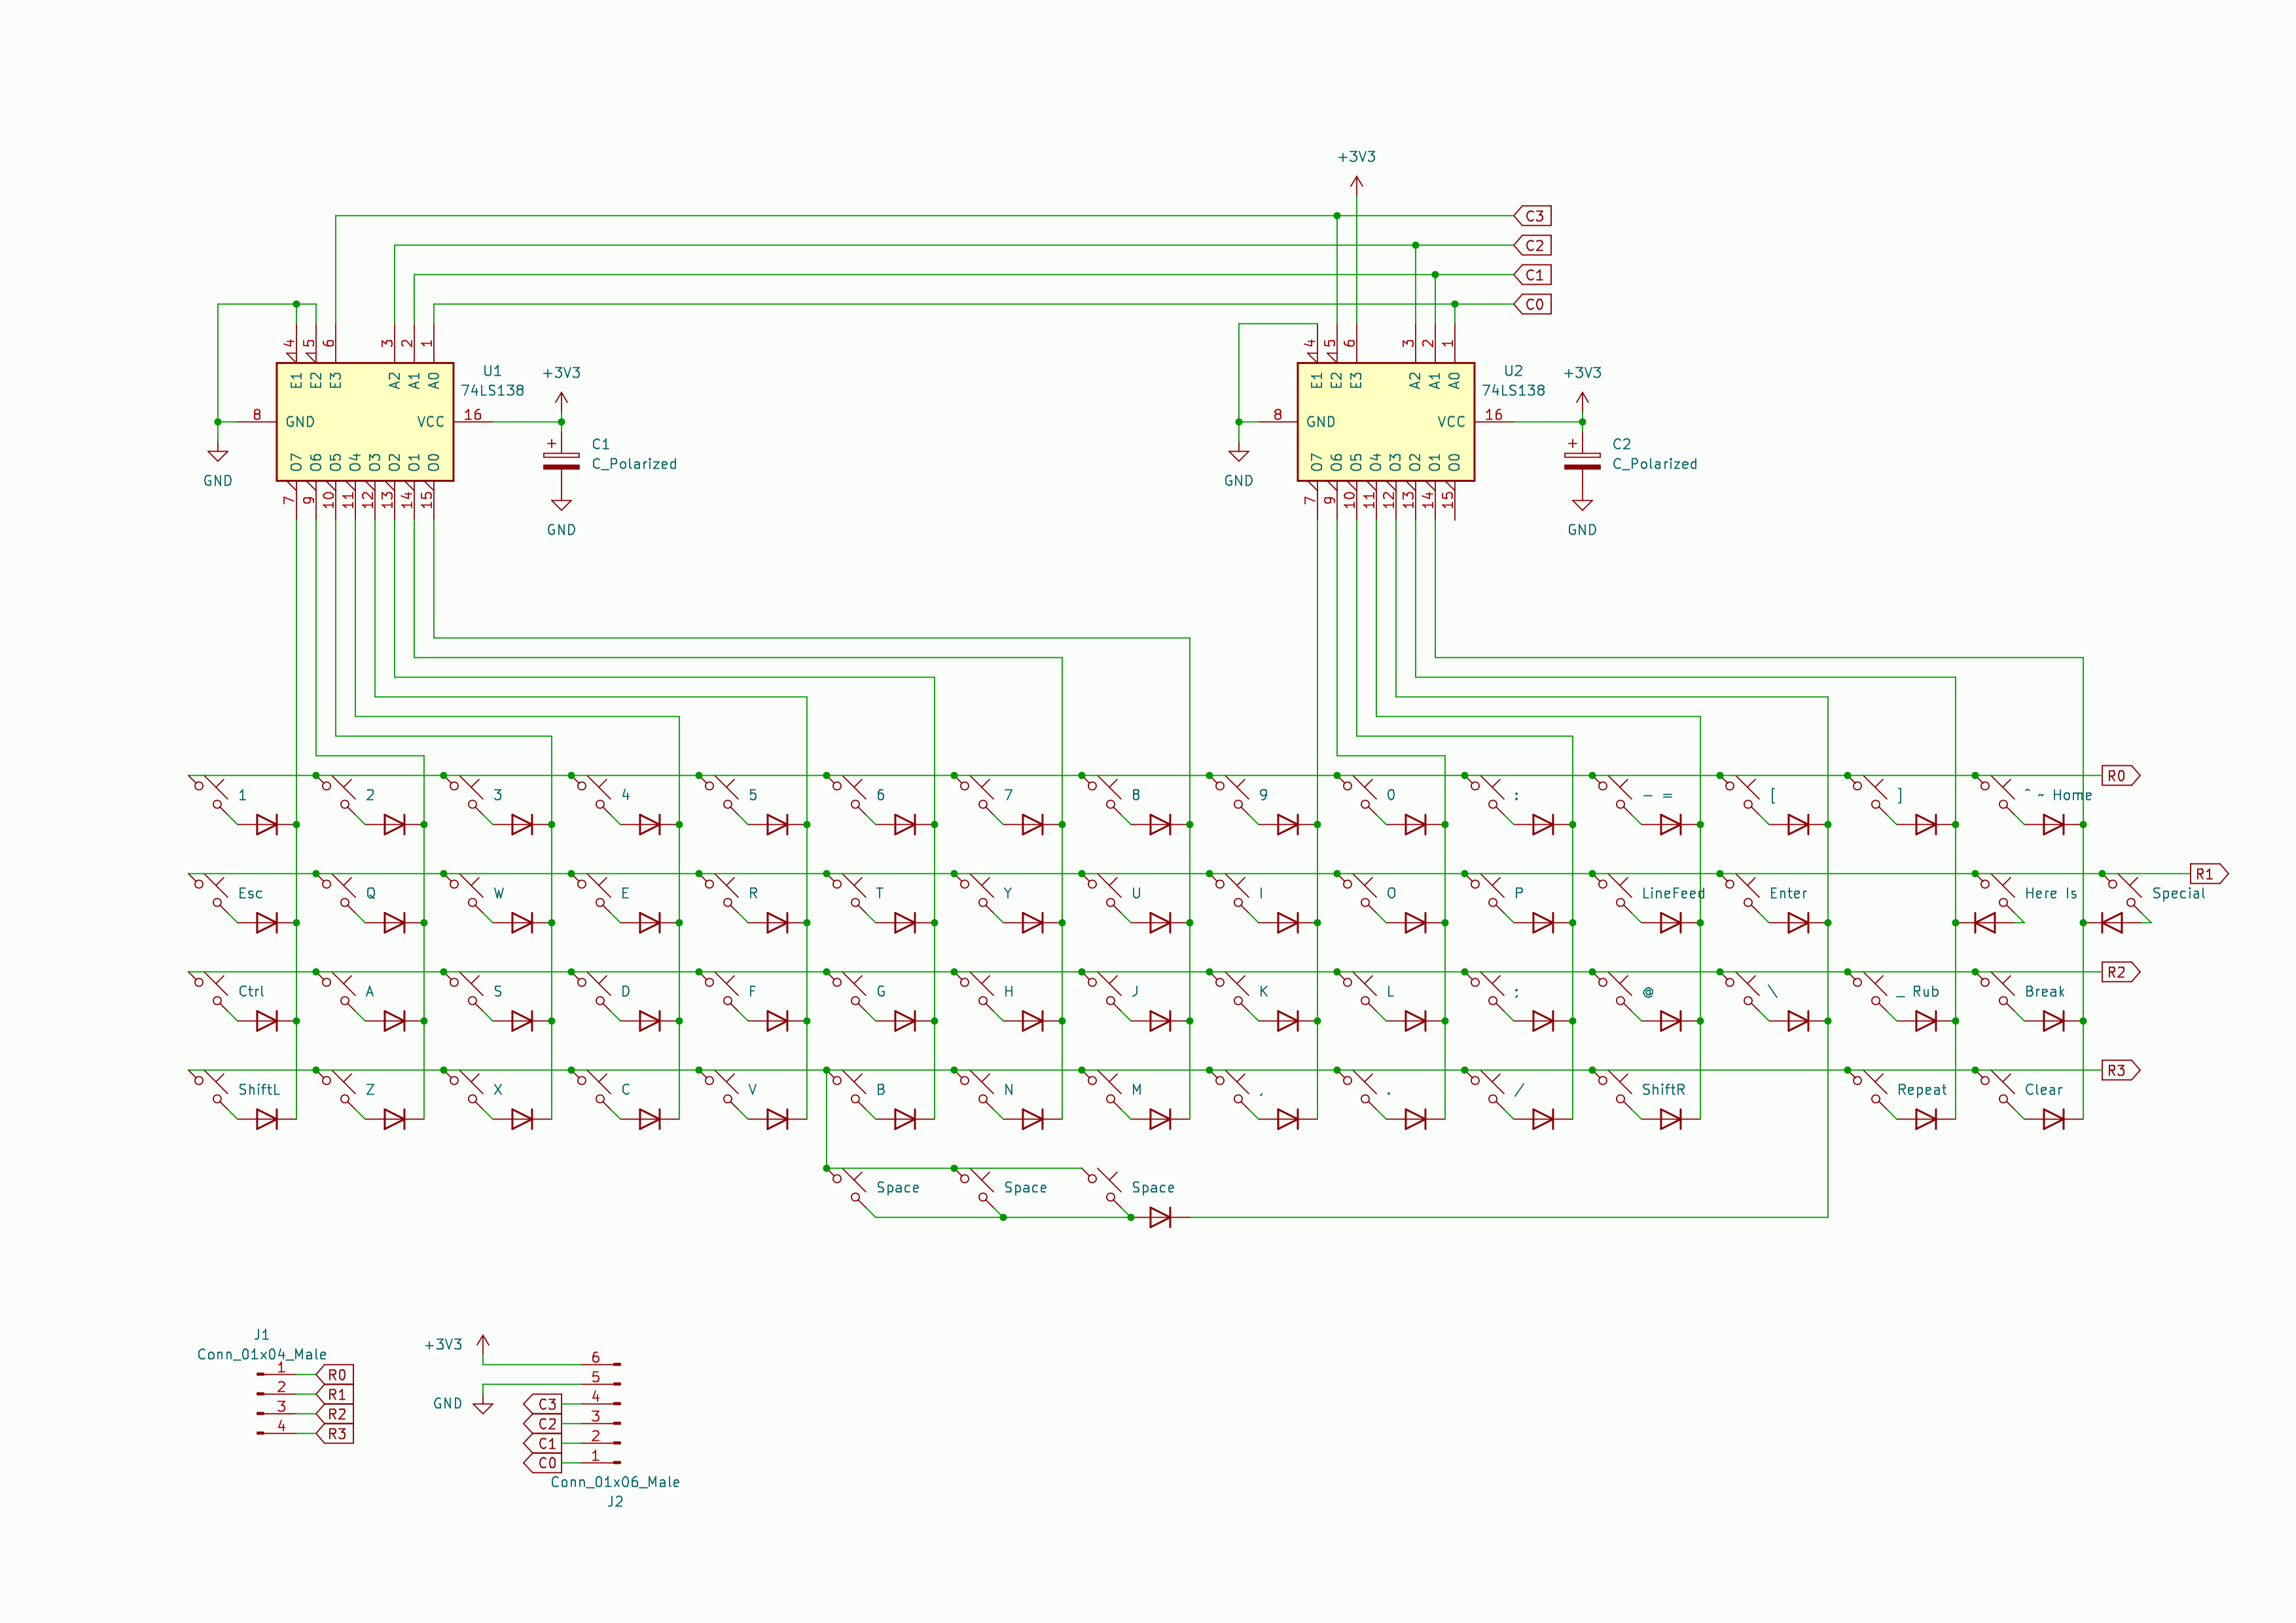 +3V3
C3
C2
C1
C0
4 5 6 3 2 1
E1 E2 E3 A2 A1 A0
8 GND VCC 16
O7 O6 O5 O4 O3 O2 O1 O0
7 9 10 11 12 13 14 15
U1
74LS138
+3V3
C1
C_Polarized
GND
GND
4 5 6 3 2 1
E1 E2 E3 A2 A1 A0
8 GND VCC 16
O7 O6 O5 O4 O3 O2 O1 O0
7 9 10 11 12 13 14 15
U2
74LS138
+3V3
C2
C_Polarized
GND
GND
1 2 3 4 5 6 7 8 9 0 : - = [ ] ^ ~ Home R0
Esc Q W E R T Y U I O P LineFeed Enter Here Is Special R1
Ctrl A S D F G H J K L ; @ \ _ Rub Break R2
ShiftL Z X C V B N M , . / ShiftR Repeat Clear R3
Space Space Space
J1
Conn_01x04_Male
1 R0
2 R1
3 R2
4 R3
+3V3 6
GND 5
C3 4
C2 3
C1 2
C0 1
Conn_01x06_Male
J2